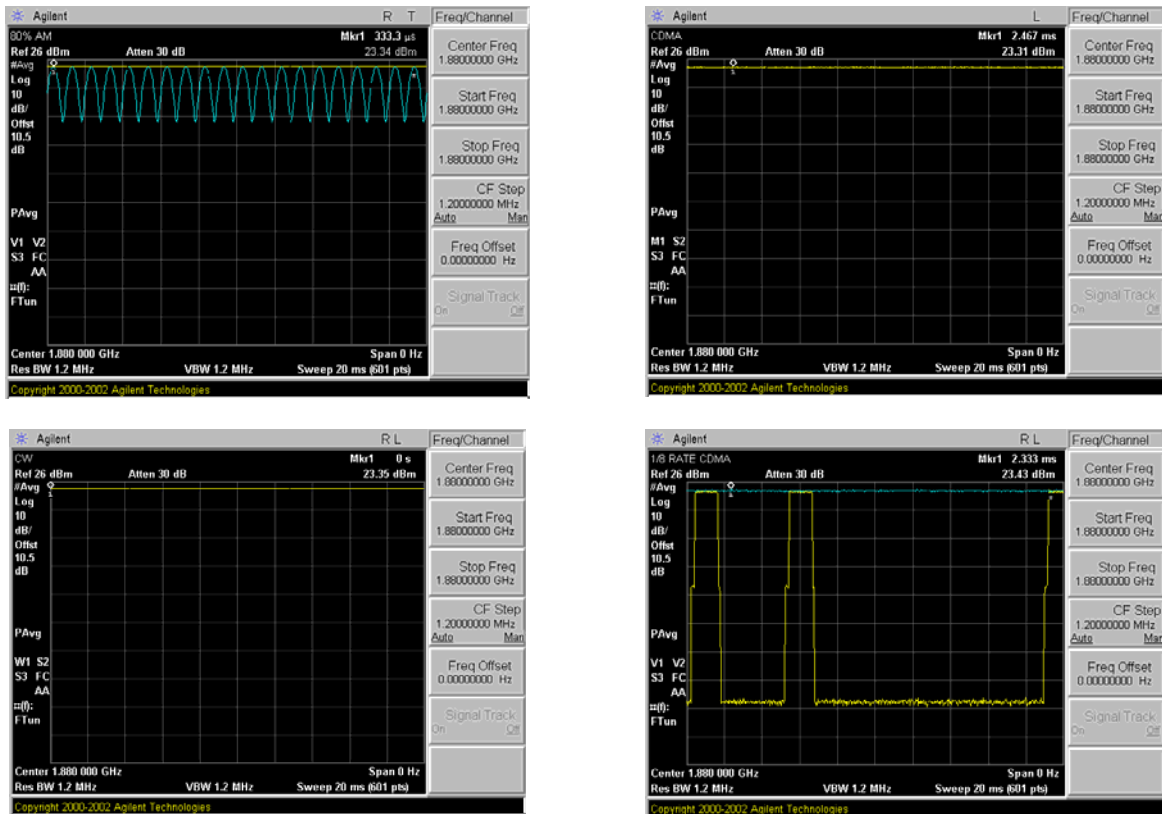 Agilent R T Freq/Channel
80% AM Mkr1 333.3 µs
Ref 26 dBm Atten 30 dB 23.34 dBm
#Avg
Log
10
dB/
Offst
10.5
dB
PAvg
V1 V2
S3 FC
AA
¤(f):
FTun
Center 1.880 000 GHz Span 0 Hz
Res BW 1.2 MHz VBW 1.2 MHz Sweep 20 ms (601 pts)
Copyright 2000-2002 Agilent Technologies
1
Center Freq
1.88000000 GHz
Start Freq
1.88000000 GHz
Stop Freq
1.88000000 GHz
CF Step
1.20000000 MHz
Auto Man
Freq Offset
0.00000000 Hz
Signal Track
On Off
Agilent L Freq/Channel
CDMA Mkr1 2.467 ms
Ref 26 dBm Atten 30 dB 23.31 dBm
#Avg
Log
10
dB/
Offst
10.5
dB
PAvg
M1 S2
S3 FC
AA
¤(f):
FTun
Center 1.880 000 GHz Span 0 Hz
Res BW 1.2 MHz VBW 1.2 MHz Sweep 20 ms (601 pts)
Copyright 2000-2002 Agilent Technologies
1
Center Freq
1.88000000 GHz
Start Freq
1.88000000 GHz
Stop Freq
1.88000000 GHz
CF Step
1.20000000 MHz
Auto Man
Freq Offset
0.00000000 Hz
Signal Track
On Off
Agilent R L Freq/Channel
CW Mkr1 0 s
Ref 26 dBm Atten 30 dB 23.35 dBm
#Avg
Log
10
dB/
Offst
10.5
dB
PAvg
W1 S2
S3 FC
AA
¤(f):
FTun
Center 1.880 000 GHz Span 0 Hz
Res BW 1.2 MHz VBW 1.2 MHz Sweep 20 ms (601 pts)
Copyright 2000-2002 Agilent Technologies
1
Center Freq
1.88000000 GHz
Start Freq
1.88000000 GHz
Stop Freq
1.88000000 GHz
CF Step
1.20000000 MHz
Auto Man
Freq Offset
0.00000000 Hz
Signal Track
On Off
Agilent R L Freq/Channel
1/8 RATE CDMA Mkr1 2.333 ms
Ref 26 dBm Atten 30 dB 23.43 dBm
#Avg
Log
10
dB/
Offst
10.5
dB
PAvg
V1 V2
S3 FC
AA
¤(f):
FTun
Center 1.880 000 GHz Span 0 Hz
Res BW 1.2 MHz VBW 1.2 MHz Sweep 20 ms (601 pts)
Copyright 2000-2002 Agilent Technologies
1
Center Freq
1.88000000 GHz
Start Freq
1.88000000 GHz
Stop Freq
1.88000000 GHz
CF Step
1.20000000 MHz
Auto Man
Freq Offset
0.00000000 Hz
Signal Track
On Off